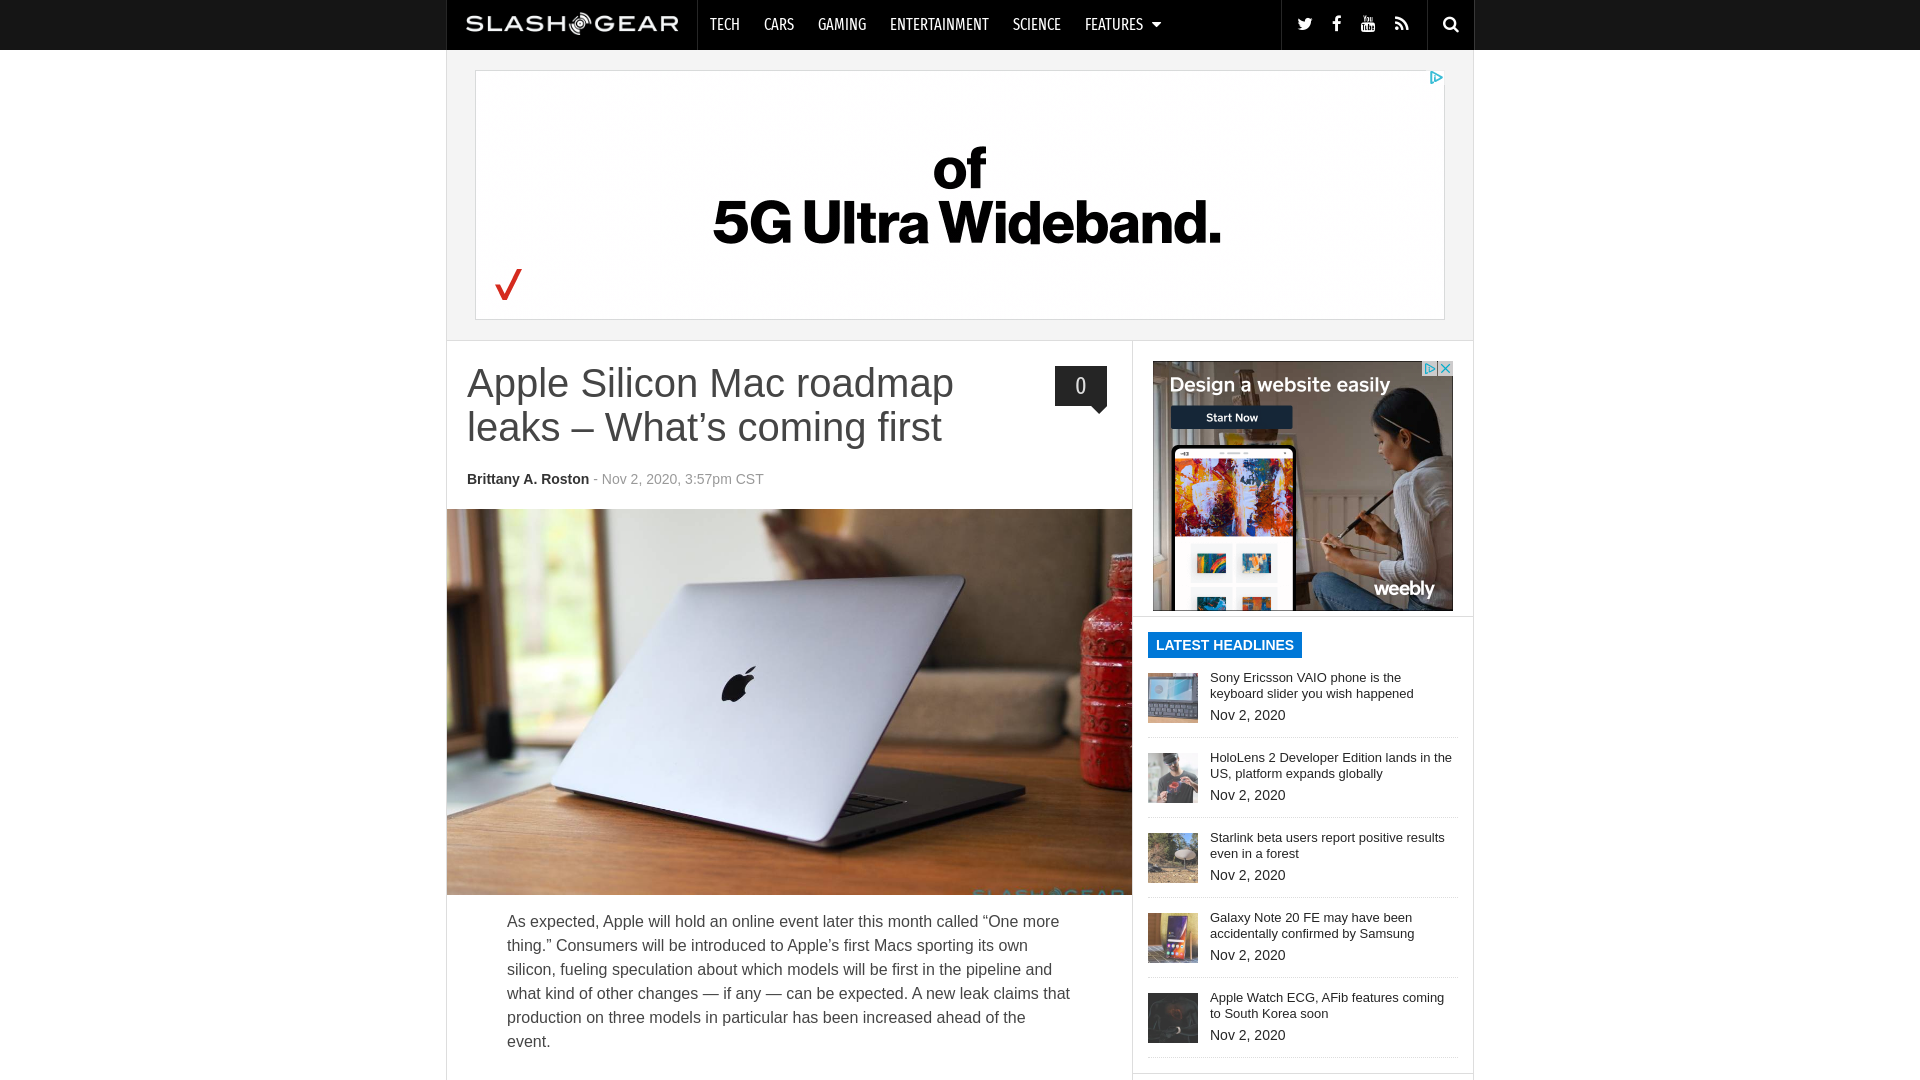 SLASHGEAR
TECH
CARS
GAMING
ENTERTAINMENT
SCIENCE
FEATURES
of
5G Ultra Wideband.
Apple Silicon Mac roadmap
leaks – What’s coming first
0
Brittany A. Roston - Nov 2, 2020, 3:57pm CST
SLASHGEAR
As expected, Apple will hold an online event later this month called “One more
thing.” Consumers will be introduced to Apple’s first Macs sporting its own
silicon, fueling speculation about which models will be first in the pipeline and
what kind of other changes — if any — can be expected. A new leak claims that
production on three models in particular has been increased ahead of the
event.
Design a website easily
Start Now
weebly
LATEST HEADLINES
Sony Ericsson VAIO phone is the
keyboard slider you wish happened
Nov 2, 2020
HoloLens 2 Developer Edition lands in the
US, platform expands globally
Nov 2, 2020
Starlink beta users report positive results
even in a forest
Nov 2, 2020
Galaxy Note 20 FE may have been
accidentally confirmed by Samsung
Nov 2, 2020
Apple Watch ECG, AFib features coming
to South Korea soon
Nov 2, 2020